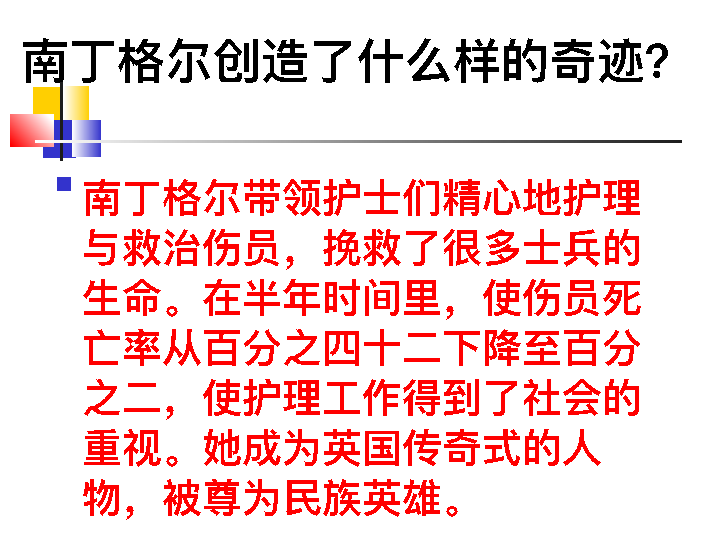 南丁格尔创造了什么样的奇迹?
南丁格尔带领护士们精心地护理
与救治伤员，挽救了很多士兵的
生命。在半年时间里，使伤员死
亡率从百分之四十二下降至百分
之二，使护理工作得到了社会的
重视。她成为英国传奇式的人
物，被尊为民族英雄。